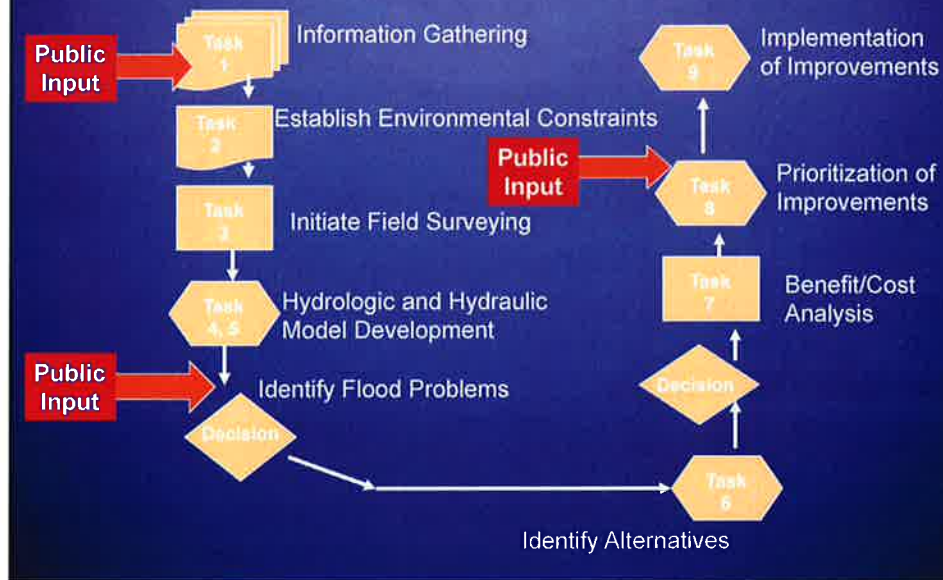 Public
Input
Task
1
Information Gathering
Task
2
Establish Environmental Constraints
Task
3
Initiate Field Surveying
Task
4, 5
Hydrologic and Hydraulic
Model Development
Public
Input
Identify Flood Problems
Decision
Task
6
Identify Alternatives
Decision
Task
7
Benefit/Cost
Analysis
Public
Input
Task
8
Prioritization of
Improvements
Task
9
Implementation
of Improvements